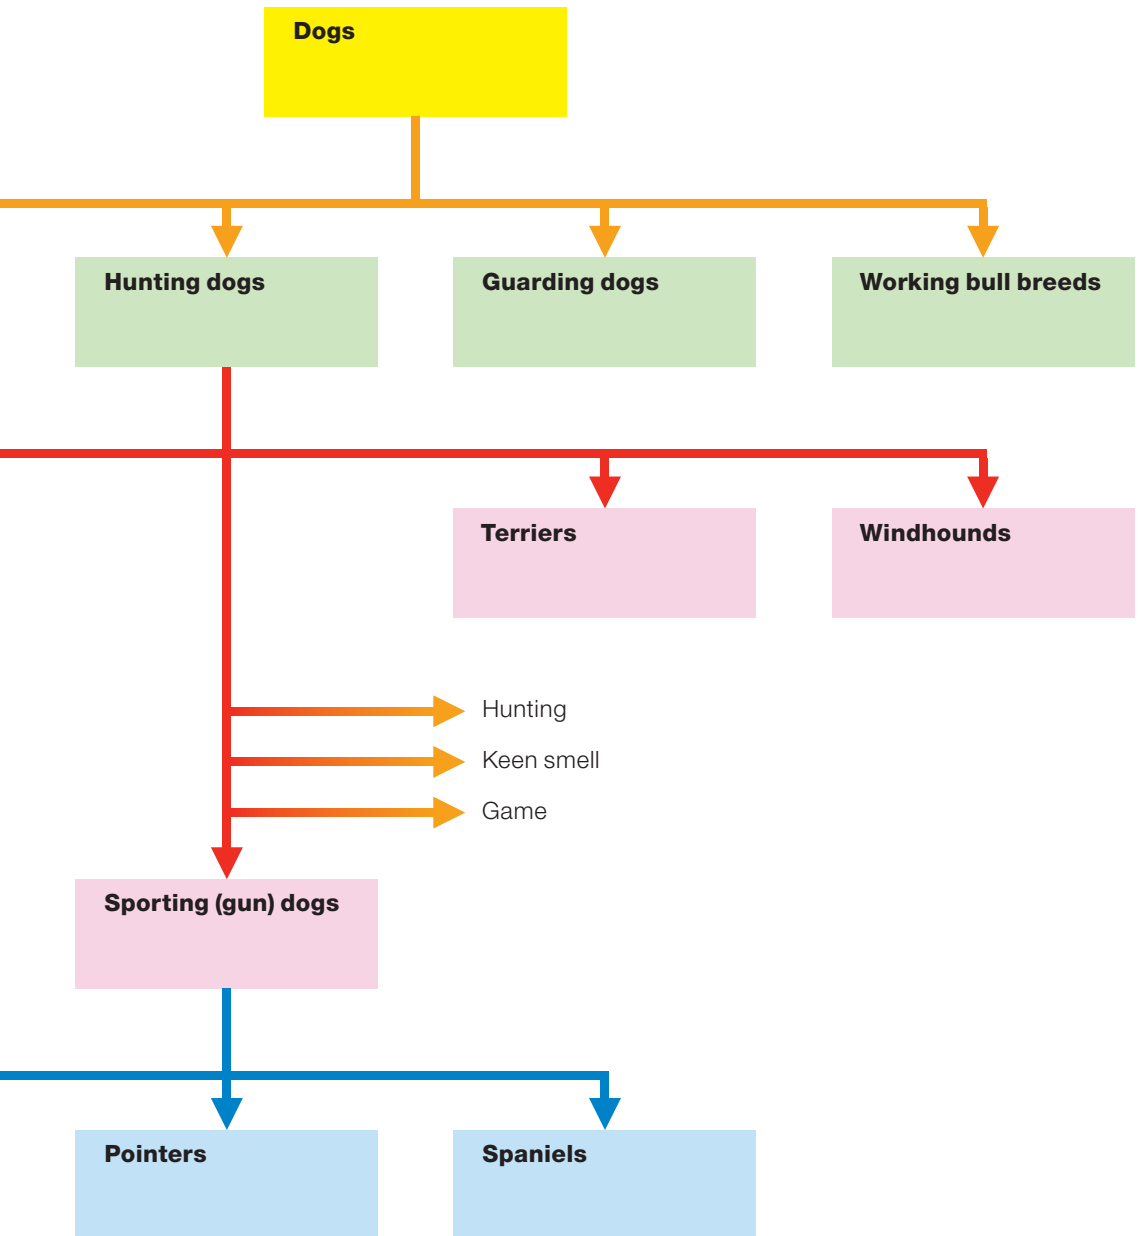 Dogs
Hunting dogs
Guarding dogs
Working bull breeds
Terriers
Windhounds
Hunting
Keen smell
Game
Sporting (gun) dogs
Pointers
Spaniels